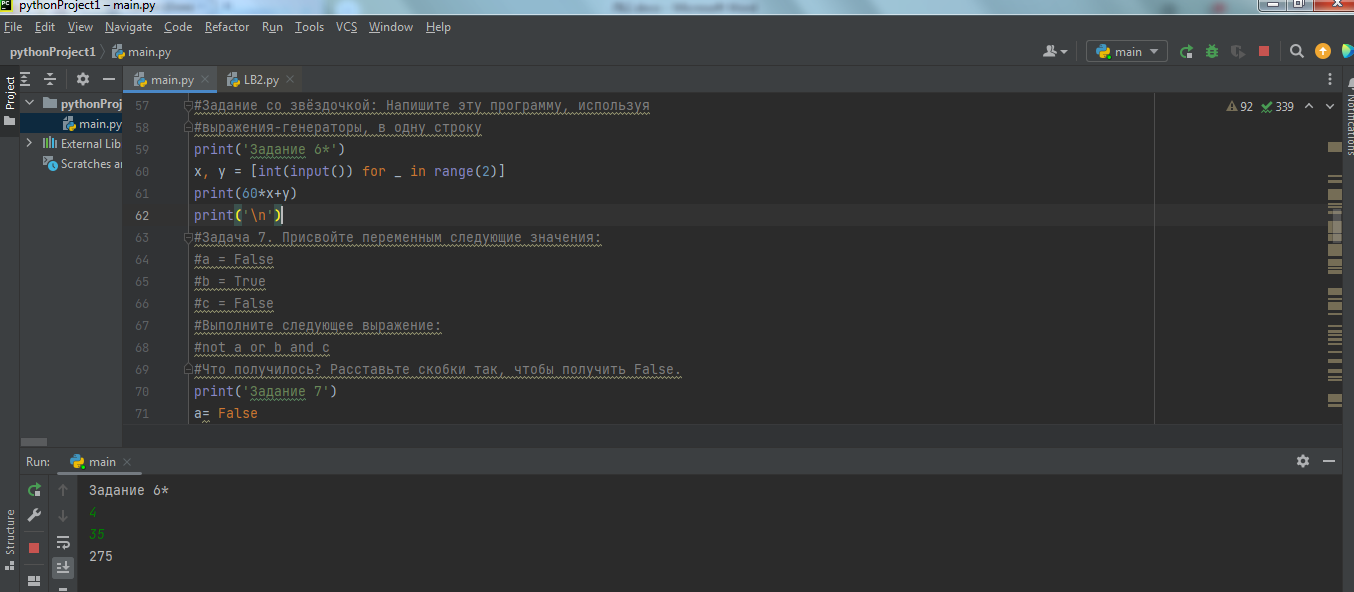 pythonProject1 – main.py
File Edit View Navigate Code Refactor Run Tools VCS Window Help
pythonProject1 main.py main
Project main.py LB2.py
pythonProj
main.py
External Lib
Scratches a
92 339
Notifications
57 #Задание со звёздочкой: Напишите эту программу, используя
58 #выражения-генераторы, в одну строку
59 print('Задание 6*')
60 x, y = [int(input()) for _ in range(2)]
61 print(60*x+y)
62 print('\n')
63 #Задача 7. Присвойте переменным следующие значения:
64 #a = False
65 #b = True
66 #c = False
67 #Выполните следующее выражение:
68 #not a or b and c
69 #Что получилось? Расставьте скобки так, чтобы получить False.
70 print('Задание 7')
71 a= False
Run: main
Structure
Задание 6*
4
35
275